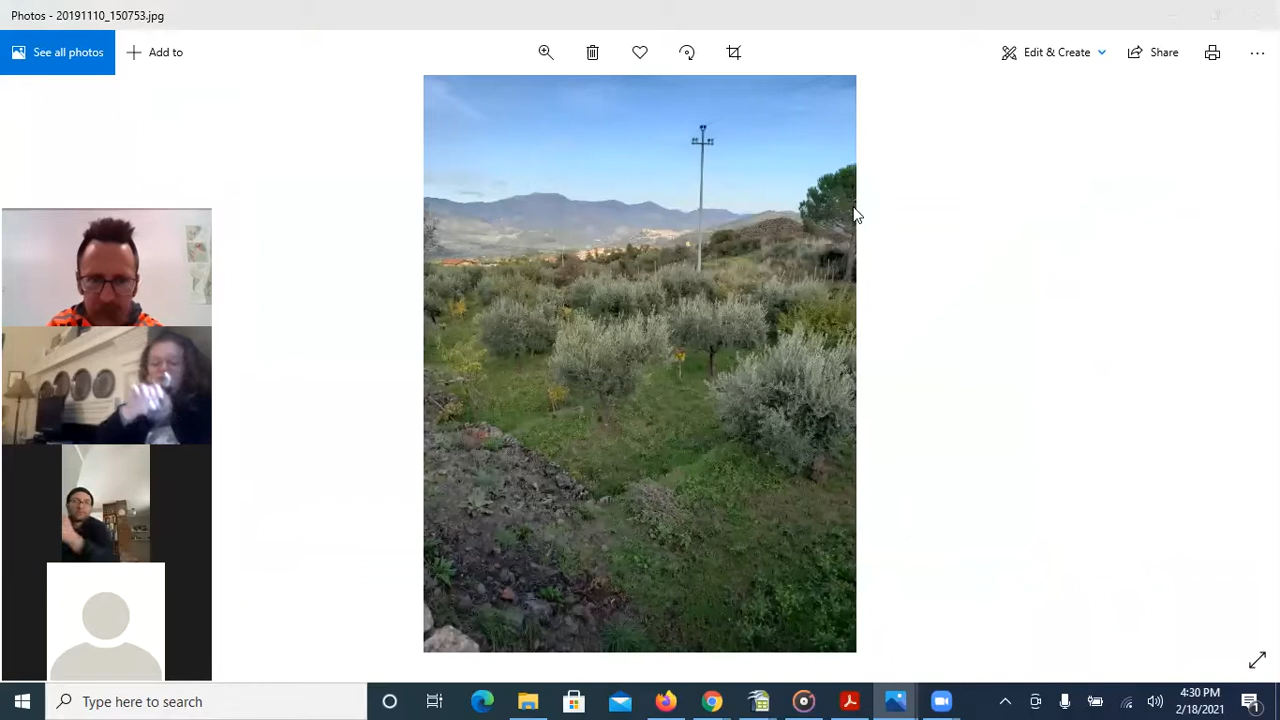 Photos - 20191110_150753.jpg
See all photos
Add to
Edit & Create
Share
Type here to search
4:30 PM
2/18/2021
1